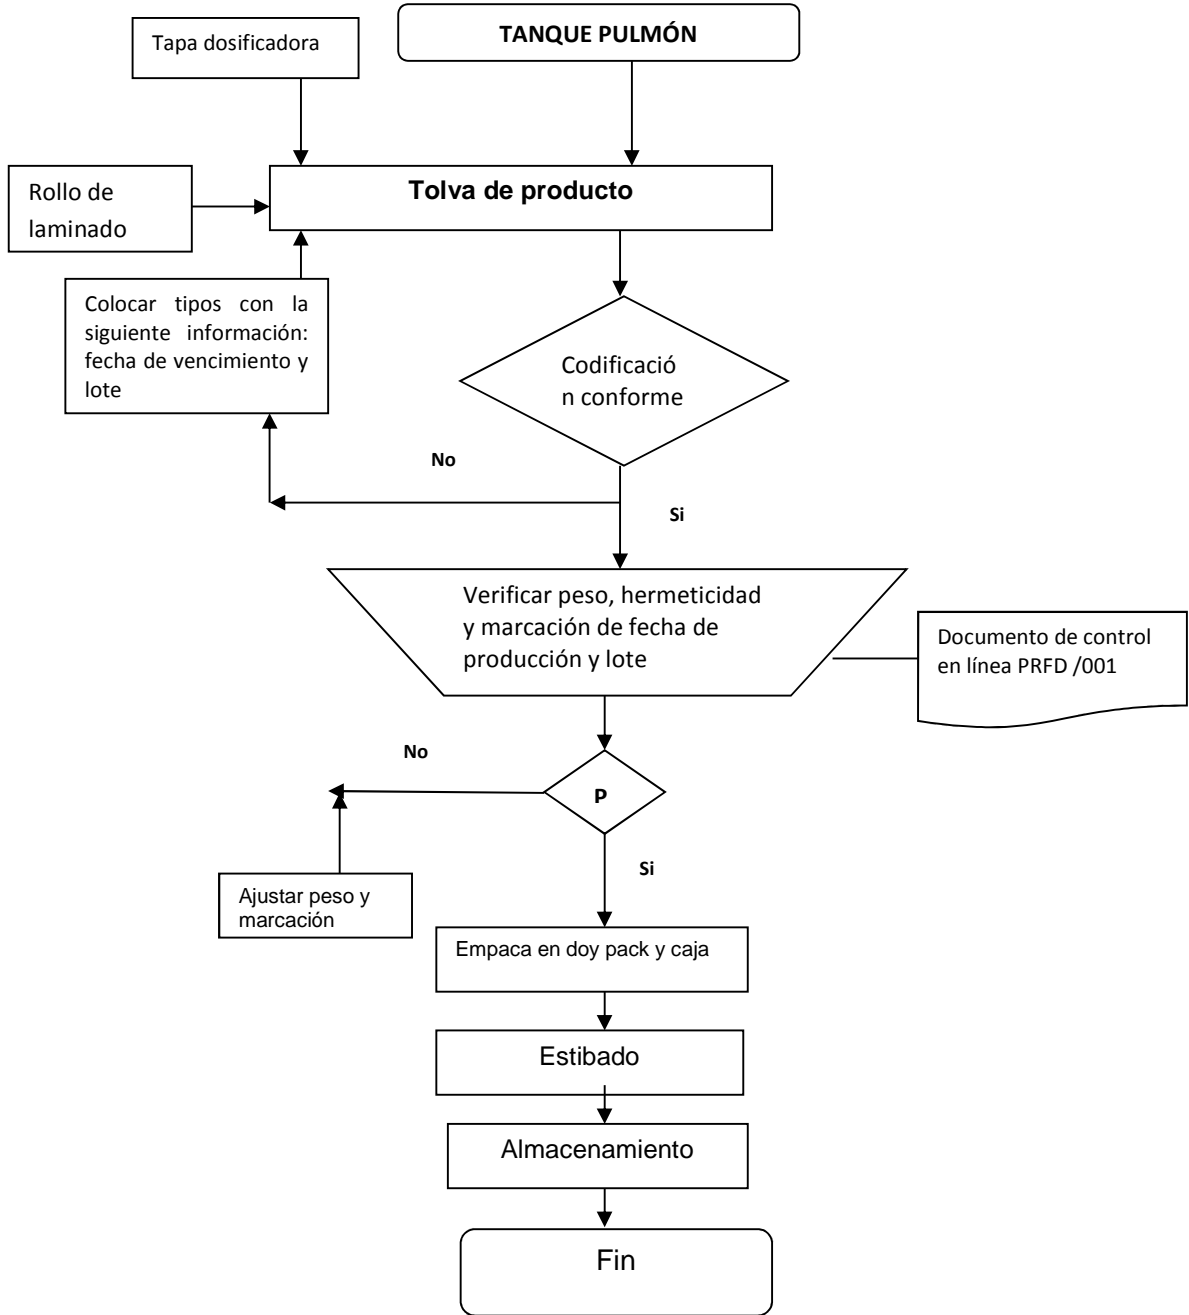 TANQUE PULMÓN
Tapa dosificadora
Tolva de producto
Rollo de
laminado
Colocar tipos con la
siguiente información:
fecha de vencimiento y
lote
Codificació
n conforme
No
Si
Verificar peso, hermeticidad
y marcación de fecha de
producción y lote
Documento de control
en línea PRFD /001
No
P
Si
Ajustar peso y
marcación
Empaca en doy pack y caja
Estibado
Almacenamiento
Fin